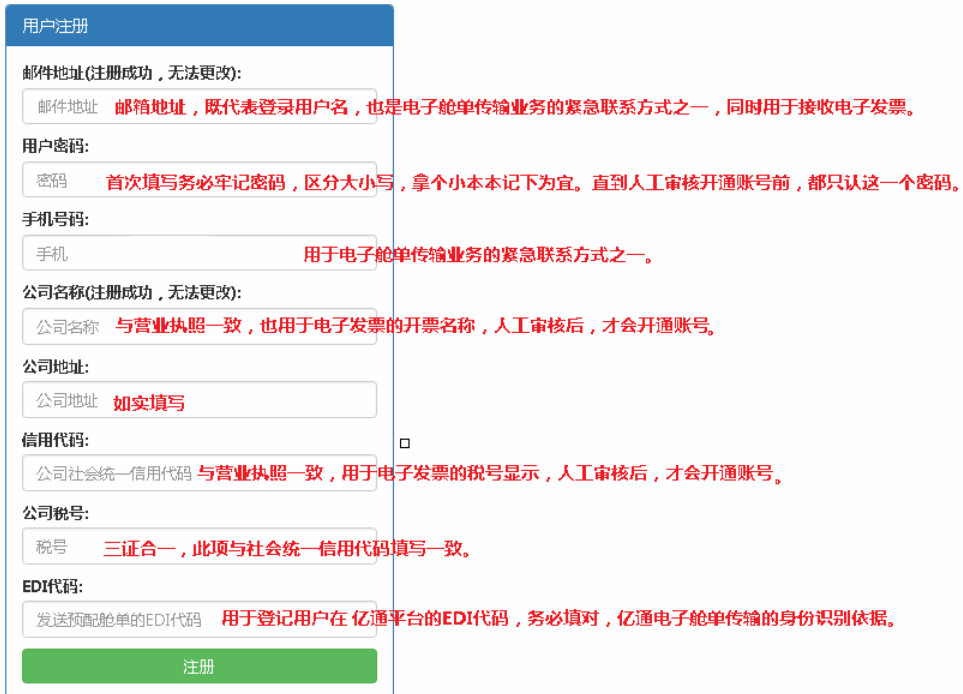 用户注册
邮件地址(注册成功，无法更改):
邮件地址 邮箱地址，既代表登录用户名，也是电子舱单传输业务的紧急联系方式之一，同时用于接收电子发票。
用户密码:
密码 首次填写务必牢记密码，区分大小写，拿个小本本记下为宜。直到人工审核开通账号前，都只认这一个密码。
手机号码:
手机 用于电子舱单传输业务的紧急联系方式之一。
公司名称(注册成功，无法更改):
公司名称 与营业执照一致，也用于电子发票的开票名称，人工审核后，才会开通账号。
公司地址:
公司地址 如实填写
信用代码:
公司社会统一信用代码 与营业执照一致，用于电子发票的税号显示，人工审核后，才会开通账号。
公司税号:
税号 三证合一，此项与社会统一信用代码填写一致。
EDI代码:
发送预配舱单的EDI代码 用于登记用户在 亿通平台的EDI代码，务必填对，亿通电子舱单传输的身份识别依据。
注册